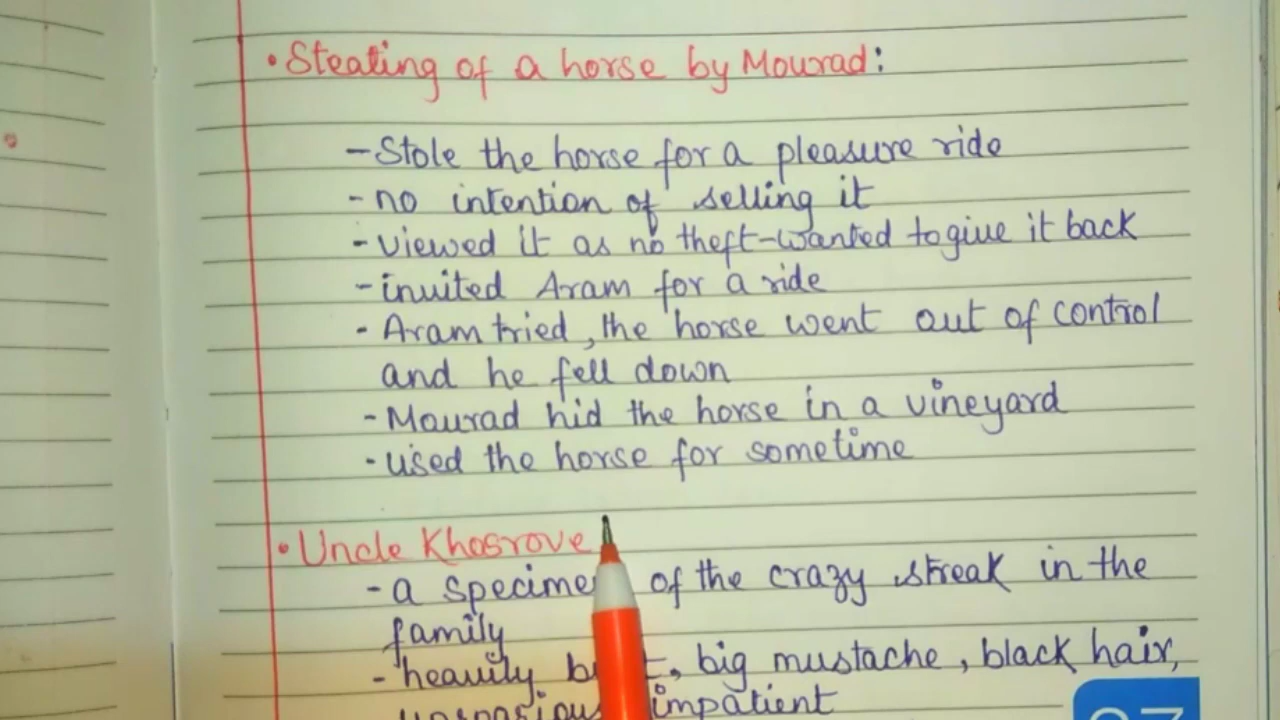 • Stealing of a horse by Mourad:
- Stole the horse for a pleasure ride
- no intention of selling it
- viewed it as no theft-wanted to give it back
- invited Aram for a ride
- Aram tried, the horse went out of control
and he fell down
- Mourad hid the horse in a vineyard
- used the horse for sometime
• Uncle Khosrove
- a specimen of the crazy streak in the
family
- heavily big mustache, black hair,
impatient